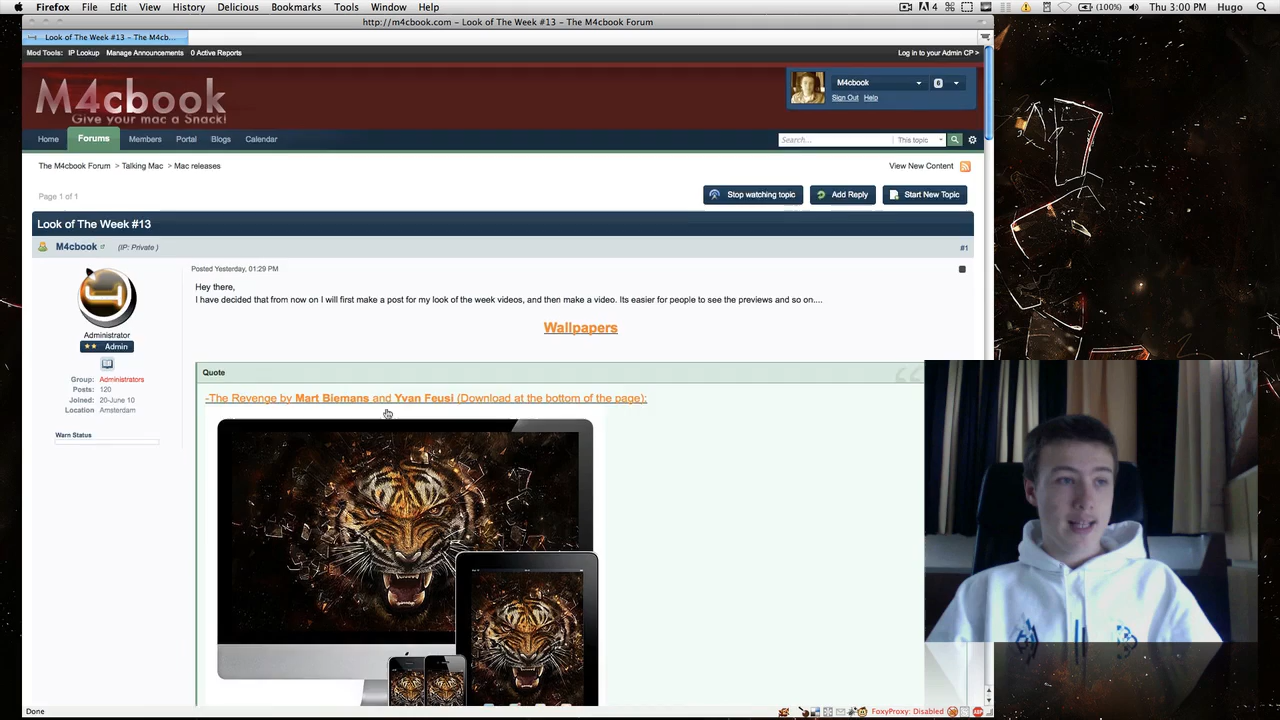 Firefox File Edit View History Delicious Bookmarks Tools Window Help 4 (100%) Thu 3:00 PM Hugo
http://m4cbook.com – Look of The Week #13 – The M4cbook Forum
Look of The Week #13 – The M4cb...
Mod Tools: IP Lookup Manage Announcements 0 Active Reports Log in to your Admin CP >
M4cbook
Give your mac a Snack!
M4cbook 6
Sign Out Help
Home Forums Members Portal Blogs Calendar Search... This topic
The M4cbook Forum > Talking Mac > Mac releases View New Content
Page 1 of 1 Stop watching topic Add Reply Start New Topic
Look of The Week #13
M4cbook (IP: Private ) #1
Posted Yesterday, 01:29 PM
Hey there,
I have decided that from now on I will first make a post for my look of the week videos, and then make a video. Its easier for people to see the previews and so on....
Wallpapers
Administrator
Admin
Group: Administrators
Posts: 120
Joined: 20-June 10
Location Amsterdam
Warn Status
Quote
-The Revenge by Mart Biemans and Yvan Feusi (Download at the bottom of the page):
Done FoxyProxy: Disabled ABP